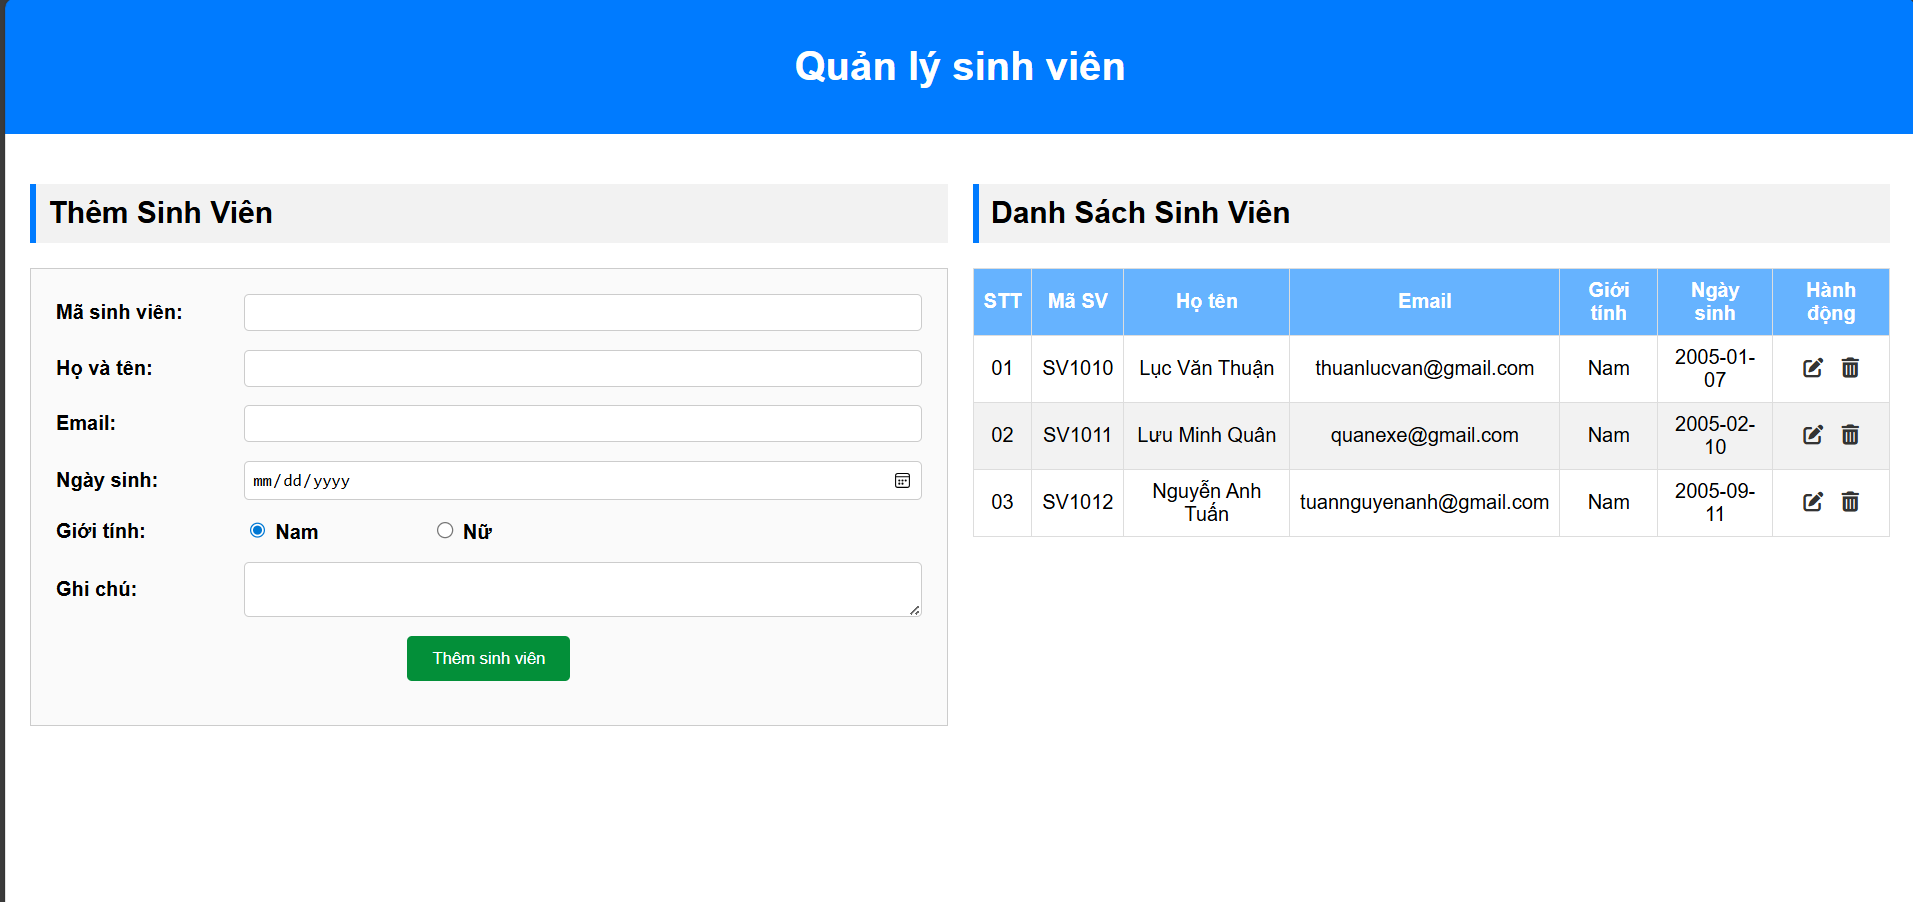 Quản lý sinh viên
Thêm Sinh Viên
Mã sinh viên:
Họ và tên:
Email:
Ngày sinh:
mm/dd/yyyy
Giới tính:
Nam
Nữ
Ghi chú:
Thêm sinh viên
Danh Sách Sinh Viên
STT Mã SV Họ tên Email Giới tính Ngày sinh Hành động
01 SV1010 Lục Văn Thuận thuanlucvan@gmail.com Nam 2005-01-07
02 SV1011 Lưu Minh Quân quanexe@gmail.com Nam 2005-02-10
03 SV1012 Nguyễn Anh Tuấn tuannguyenanh@gmail.com Nam 2005-09-11